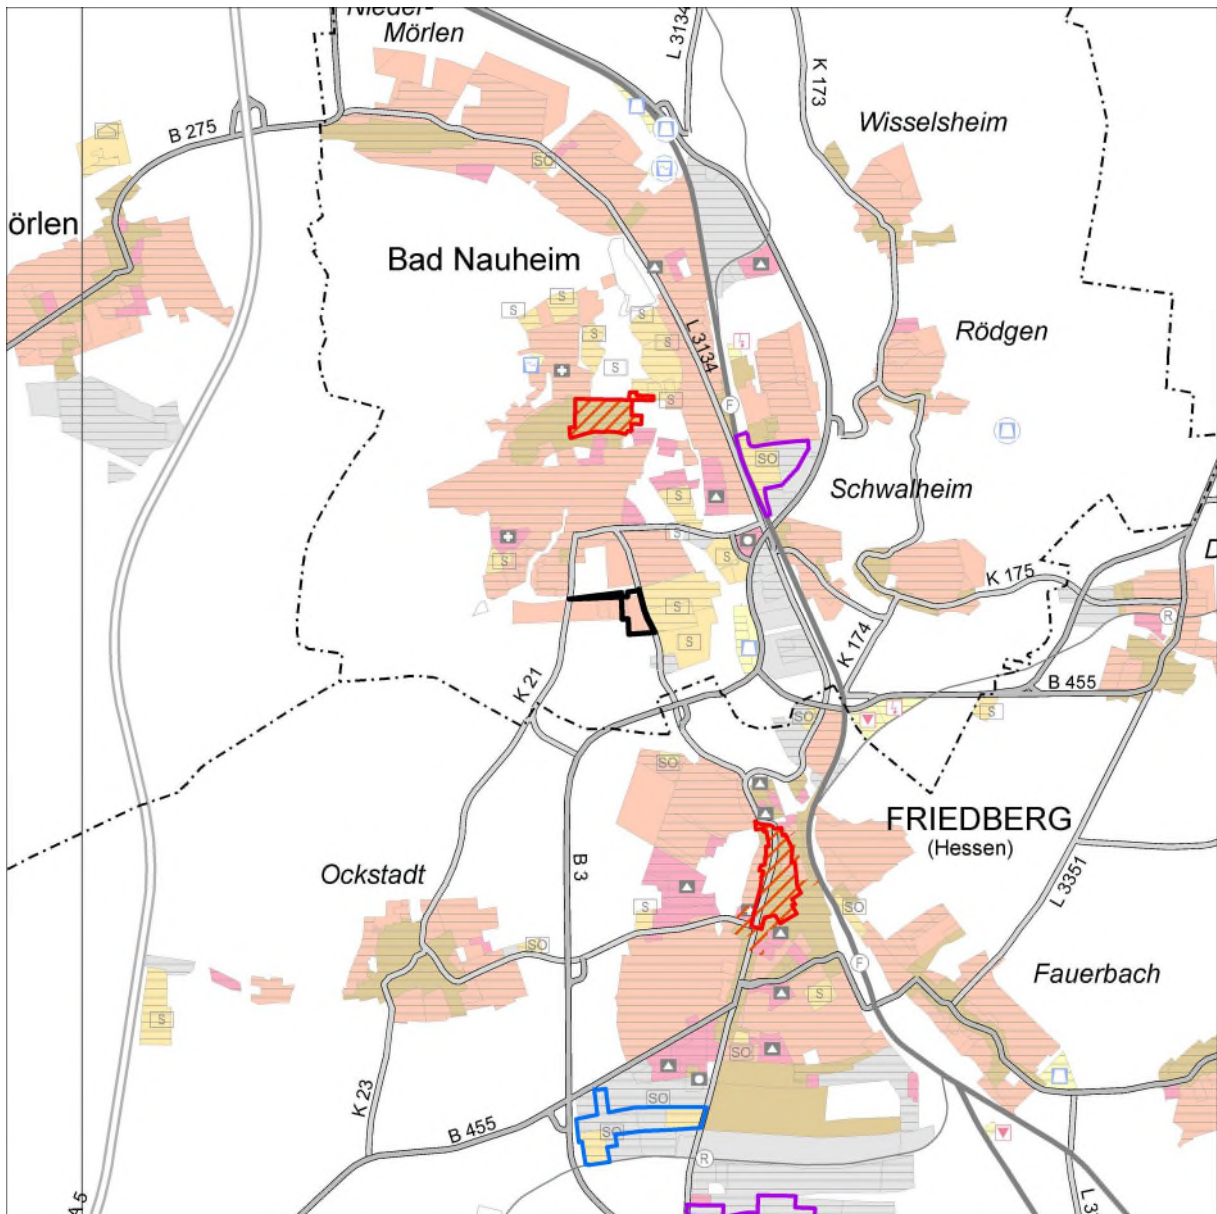 Nieder-
Mörlen
L 3134
K 173
Wisselsheim
B 275
SO
örlen
Bad Nauheim
S
S
S
S
S
L 3134
Rödgen
S
S
F
SO
Schwalheim
S
S
S
S
K 175
D
S
S
R
K 174
K 21
B 455
S
SO
SO
FRIEDBERG
(Hessen)
B 3
Ockstadt
L 3351
S
SO
SO
F
Fauerbach
S
S
SO
K 23
SO
B 455
SO
R
A 5
L 3